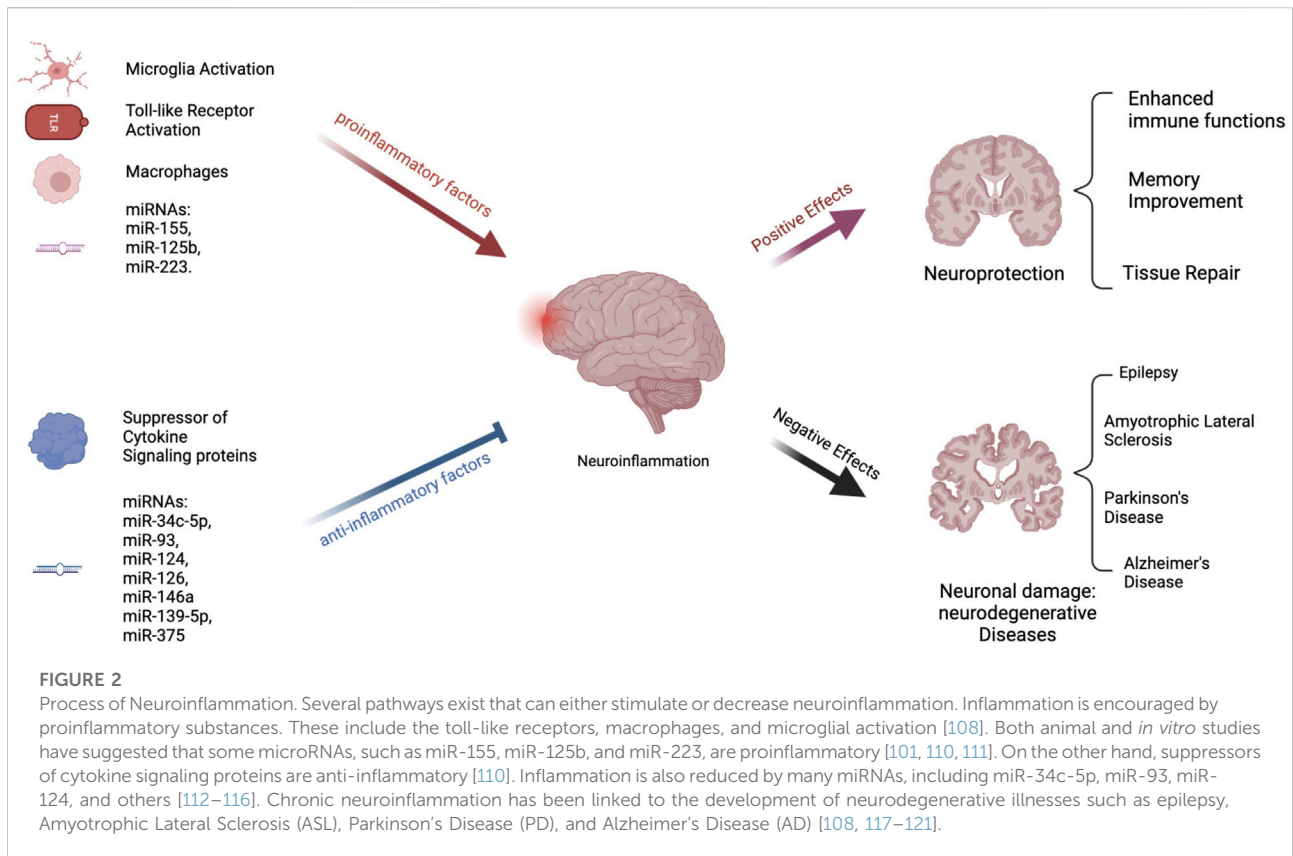 Microglia Activation
TLR
Toll-like Receptor
Activation
Macrophages
miRNAs:
miR-155,
miR-125b,
miR-223.
proinflammatory factors
Suppressor of
Cytokine
Signaling proteins
miRNAs:
miR-34c-5p,
miR-93,
miR-124,
miR-126,
miR-146a
miR-139-5p,
miR-375
anti-inflammatory factors
Neuroinflammation
Positive Effects
Neuroprotection
Enhanced
immune functions
Memory
Improvement
Tissue Repair
Negative Effects
Neuronal damage:
neurodegenerative
Diseases
Epilepsy
Amyotrophic Lateral
Sclerosis
Parkinson's
Disease
Alzheimer's
Disease
FIGURE 2
Process of Neuroinflammation. Several pathways exist that can either stimulate or decrease neuroinflammation. Inflammation is encouraged by
proinflammatory substances. These include the toll-like receptors, macrophages, and microglial activation [108]. Both animal and in vitro studies
have suggested that some microRNAs, such as miR-155, miR-125b, and miR-223, are proinflammatory [101, 110, 111]. On the other hand, suppressors
of cytokine signaling proteins are anti-inflammatory [110]. Inflammation is also reduced by many miRNAs, including miR-34c-5p, miR-93, miR-
124, and others [112–116]. Chronic neuroinflammation has been linked to the development of neurodegenerative illnesses such as epilepsy,
Amyotrophic Lateral Sclerosis (ASL), Parkinson's Disease (PD), and Alzheimer's Disease (AD) [108, 117–121].